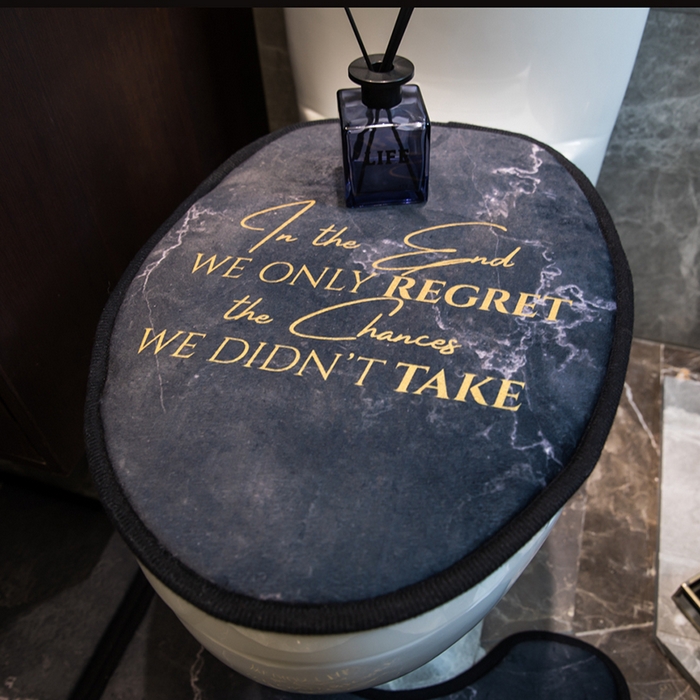 LIFE
In the End
WE ONLY REGRET
the Chances
WE DIDN'T TAKE